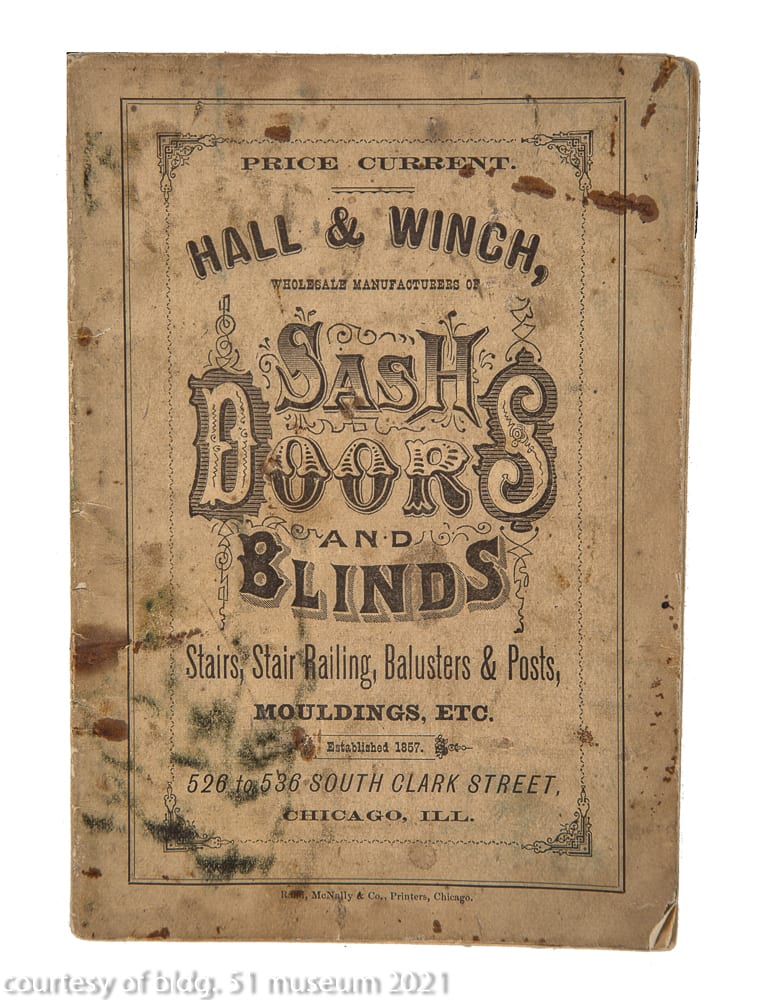 PRICE CURRENT.
HALL & WINCH,
WHOLESALE MANUFACTURERS OF
SASH
DOORS
AND
BLINDS
Stairs, Stair Railing, Balusters & Posts,
MOULDINGS, ETC.
Established 1857.
526 to 536 SOUTH CLARK STREET,
CHICAGO, ILL.
Rand, McNally & Co., Printers, Chicago.
courtesy of bldg. 51 museum 2021